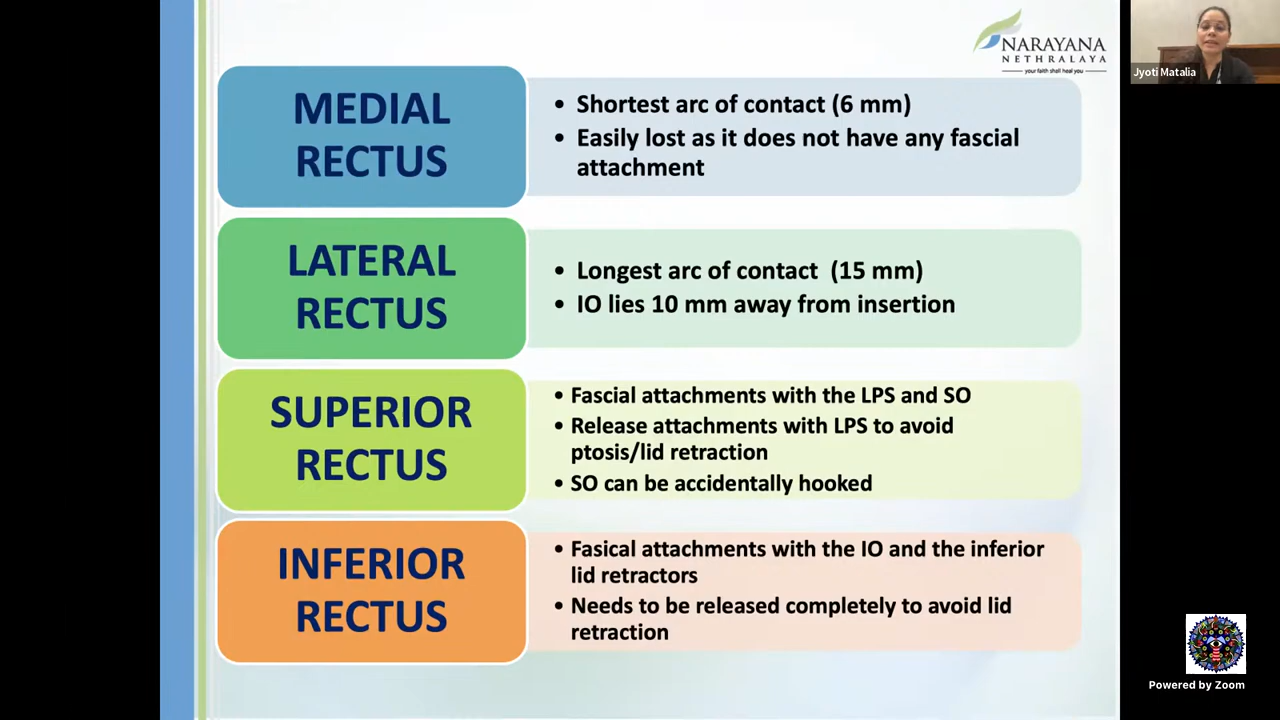 NARAYANA
NETHRALAYA
your faith shall heal you
Jyoti Matalia
MEDIAL
RECTUS
• Shortest arc of contact (6 mm)
• Easily lost as it does not have any fascial
attachment
LATERAL
RECTUS
• Longest arc of contact (15 mm)
• IO lies 10 mm away from insertion
SUPERIOR
RECTUS
• Fascial attachments with the LPS and SO
• Release attachments with LPS to avoid
ptosis/lid retraction
• SO can be accidentally hooked
INFERIOR
RECTUS
• Fasical attachments with the IO and the inferior
lid retractors
• Needs to be released completely to avoid lid
retraction
Powered by Zoom